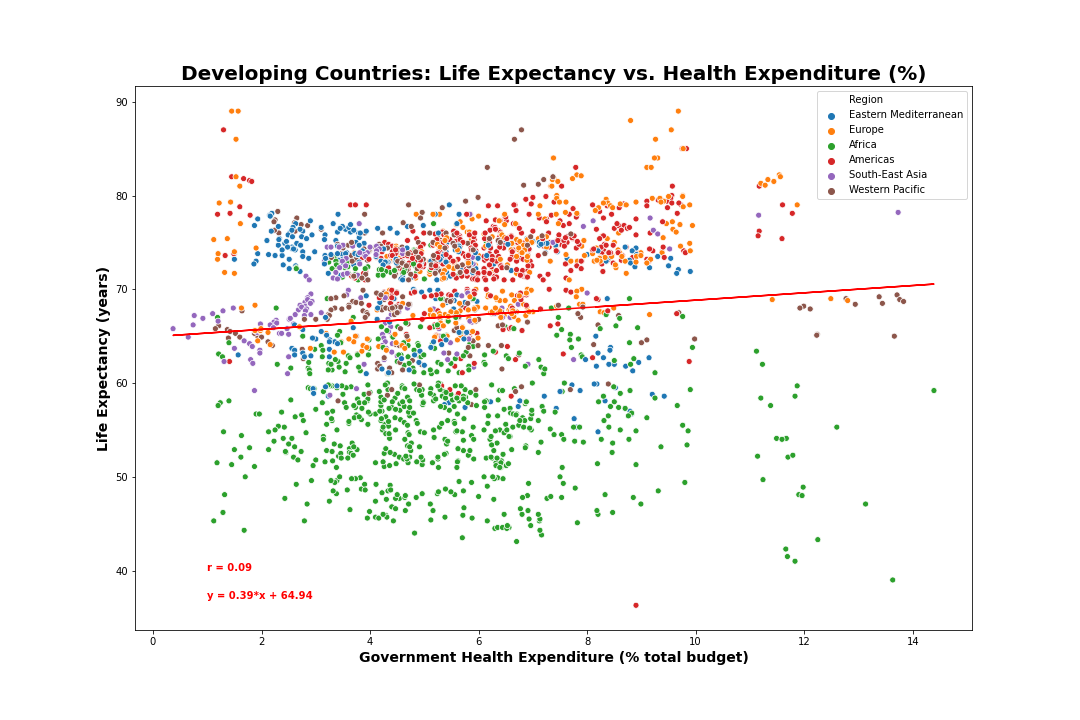 Developing Countries: Life Expectancy vs. Health Expenditure (%)
Region
Eastern Mediterranean
Europe
Africa
Americas
South-East Asia
Western Pacific
Life Expectancy (years)
90
80
70
60
50
40
r = 0.09
y = 0.39*x + 64.94
0 2 4 6 8 10 12 14
Government Health Expenditure (% total budget)